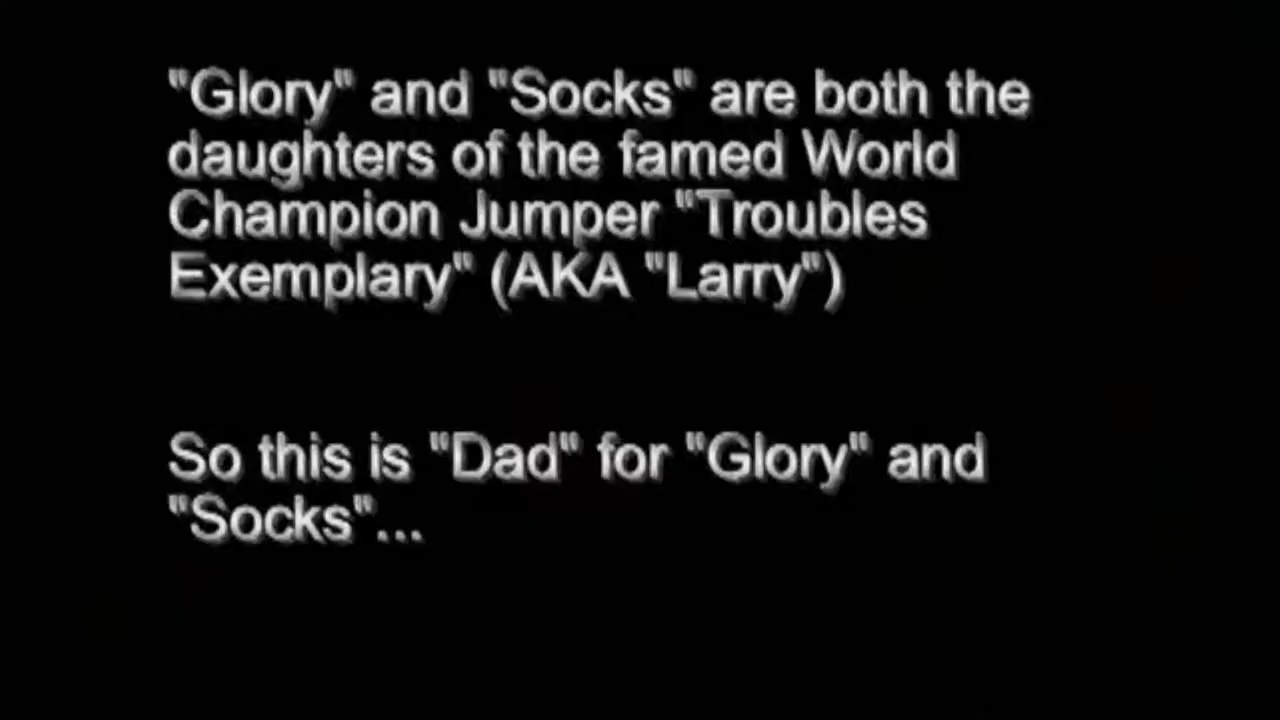 "Glory" and "Socks" are both the
daughters of the famed World
Champion Jumper "Troubles
Exemplary" (AKA "Larry")
So this is "Dad" for "Glory" and
"Socks"...